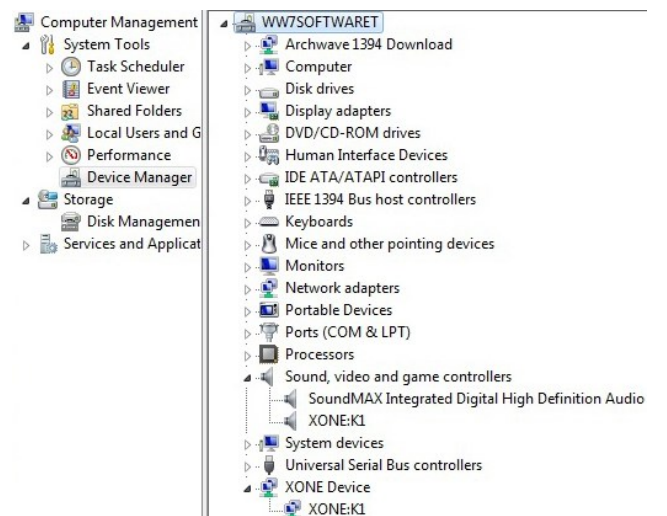 Computer Management
System Tools
Task Scheduler
Event Viewer
Shared Folders
Local Users and G
Performance
Device Manager
Storage
Disk Managemen
Services and Applicat
WW7SOFTWARET
Archwave 1394 Download
Computer
Disk drives
Display adapters
DVD/CD-ROM drives
Human Interface Devices
IDE ATA/ATAPI controllers
IEEE 1394 Bus host controllers
Keyboards
Mice and other pointing devices
Monitors
Network adapters
Portable Devices
Ports (COM & LPT)
Processors
Sound, video and game controllers
SoundMAX Integrated Digital High Definition Audio
XONE:K1
System devices
Universal Serial Bus controllers
XONE Device
XONE:K1